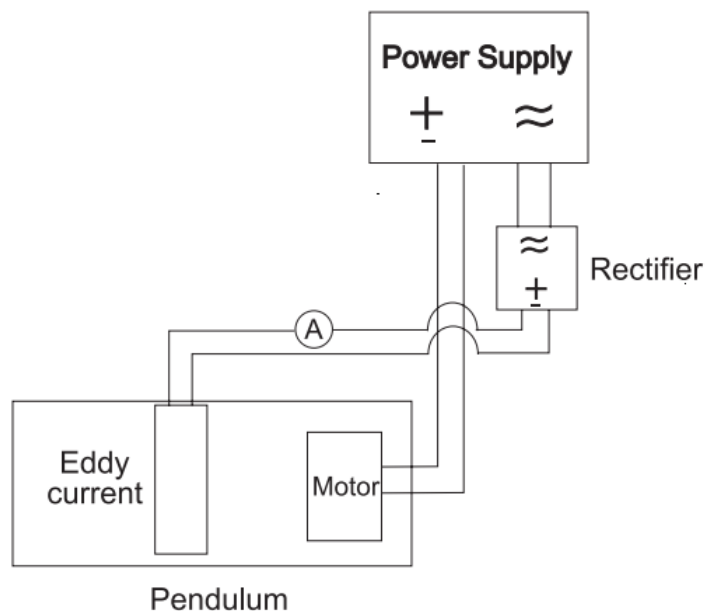 Power Supply
± ≈
≈
±
Rectifier
A
Eddy
current
Motor
Pendulum